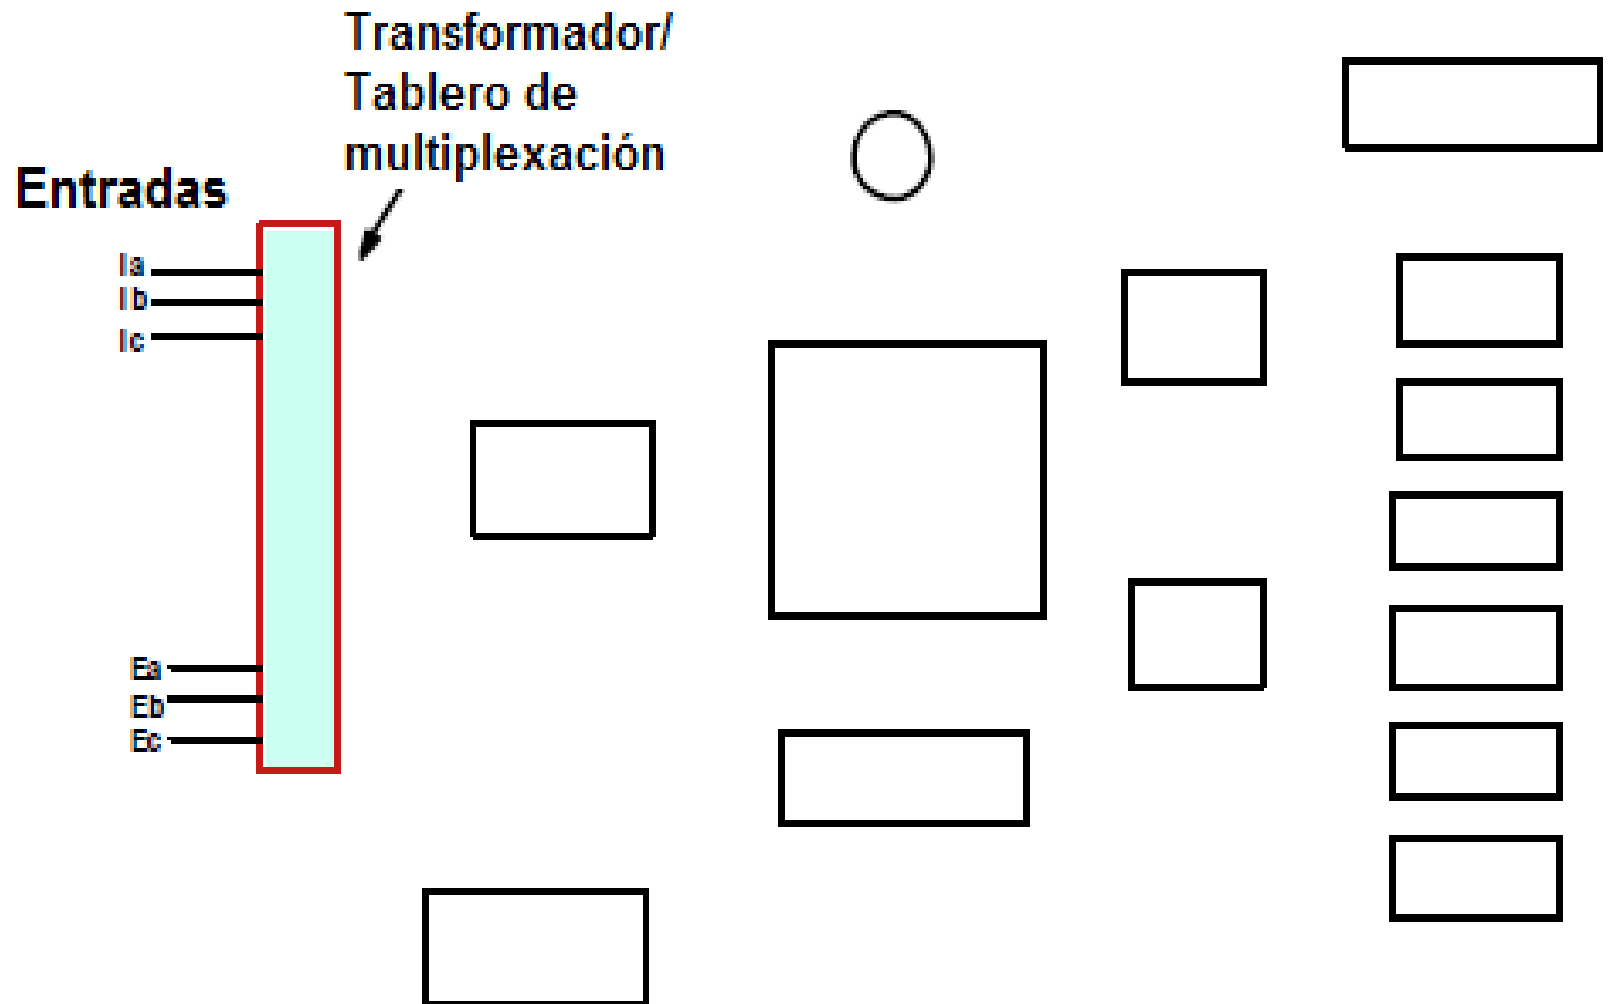 Transformador/
Tablero de
multiplexación
Entradas
Ia
Ib
Ic
Ea
Eb
Ec